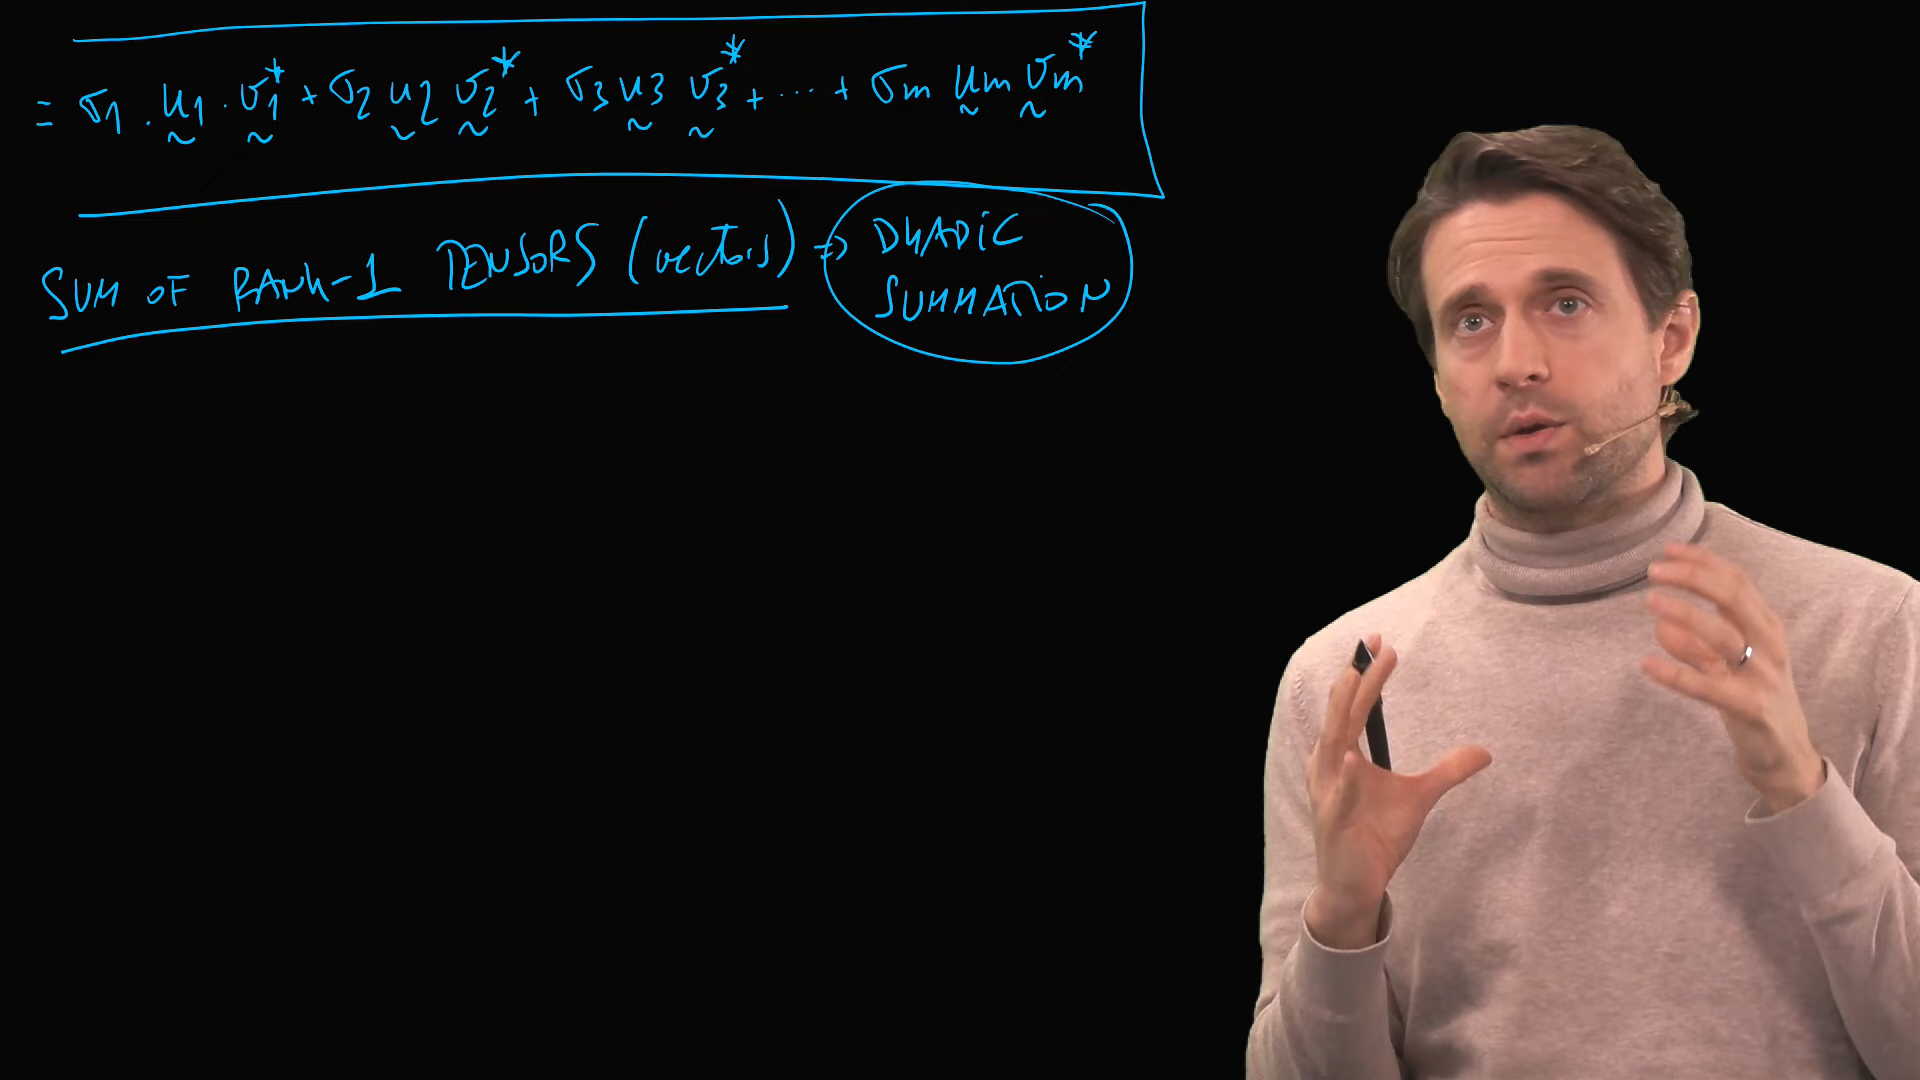 = σ1 . u1 . v1* + σ2 u2 v2* + σ3 u3 v3* + ... + σm um vm*
SUM OF RANK-1 TENSORS (vectors) => DYADIC SUMMATION